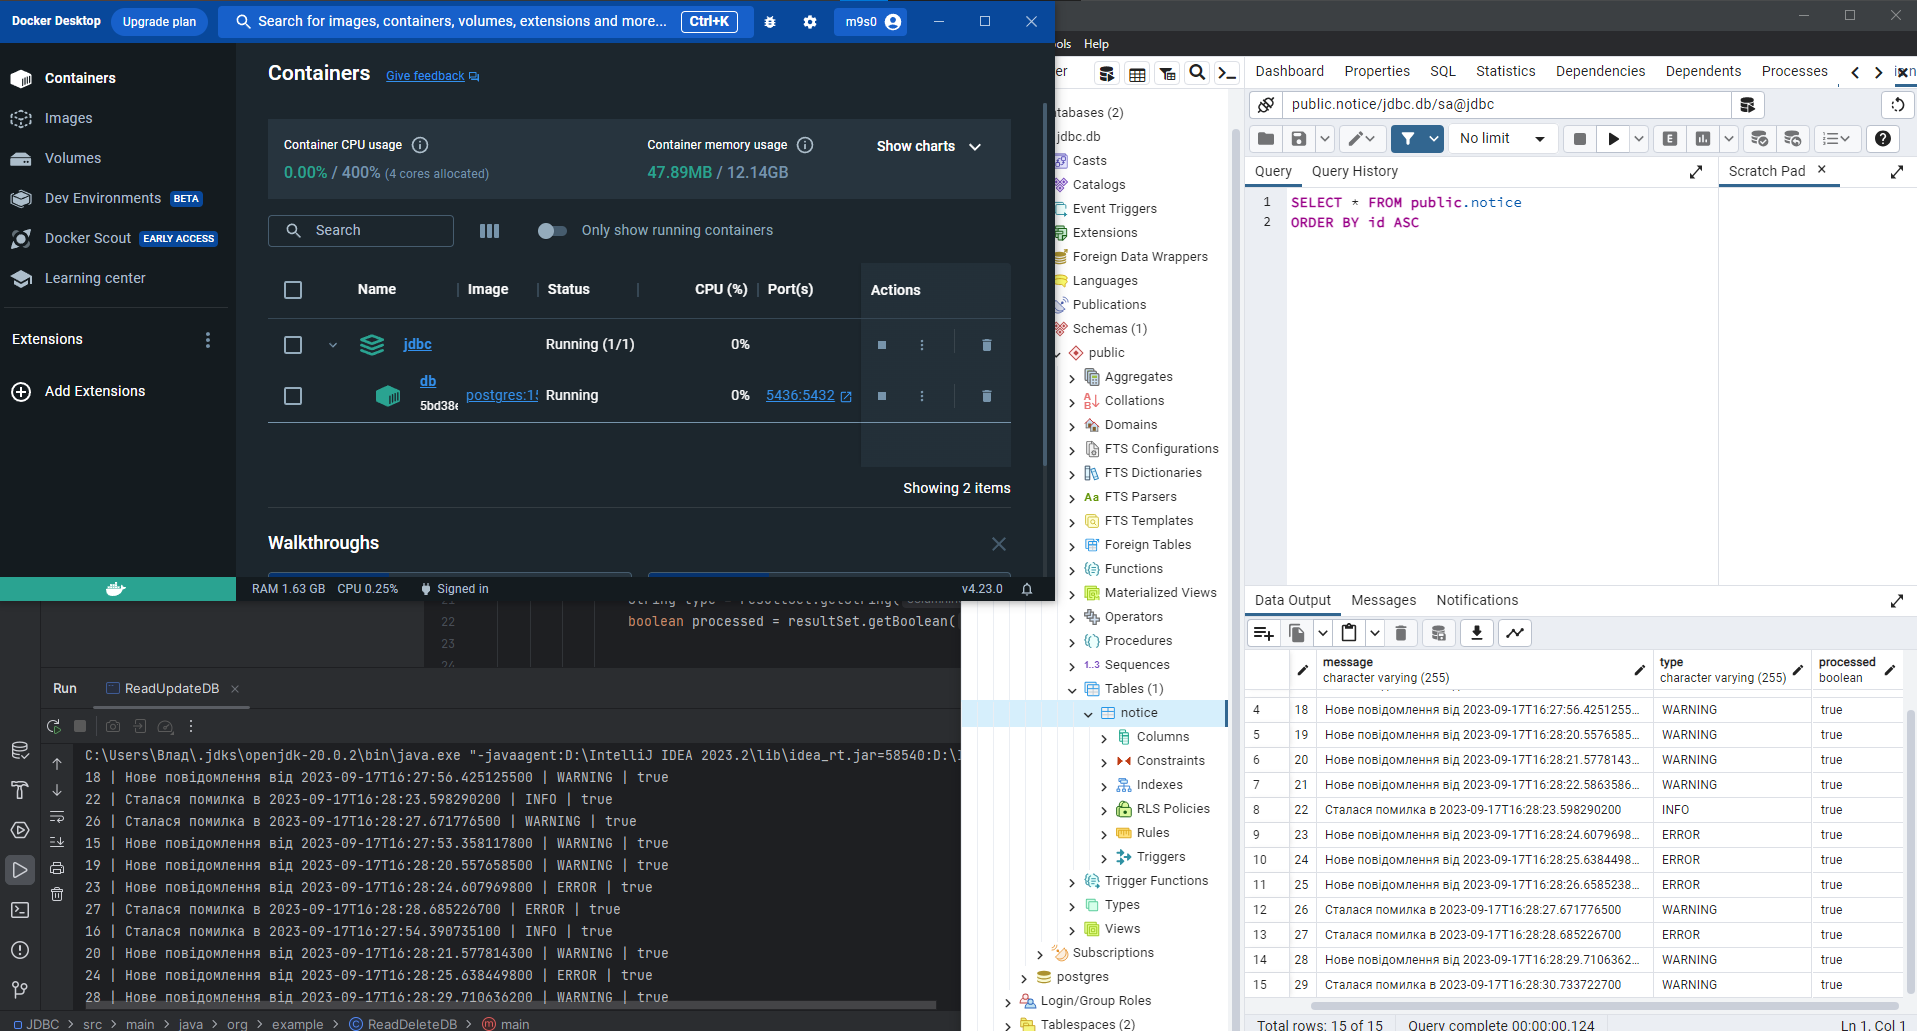 Docker Desktop
Upgrade plan
Search for images, containers, volumes, extensions and more...
Ctrl+K
m9s0
Containers
Images
Volumes
Dev Environments BETA
Docker Scout EARLY ACCESS
Learning center
Extensions
Add Extensions
Containers
Give feedback
Container CPU usage
0.00% / 400% (4 cores allocated)
Container memory usage
47.89MB / 12.14GB
Show charts
Search
Only show running containers
Name Image Status CPU (%) Port(s) Actions
jdbc Running (1/1) 0%
db
5bd38e postgres:15 Running 0% 5436:5432
Showing 2 items
Walkthroughs
RAM 1.63 GB CPU 0.25% Signed in v4.23.0
Help
Databases (2)
jdbc.db
Casts
Catalogs
Event Triggers
Extensions
Foreign Data Wrappers
Languages
Publications
Schemas (1)
public
Aggregates
Collations
Domains
FTS Configurations
FTS Dictionaries
FTS Parsers
FTS Templates
Foreign Tables
Functions
Materialized Views
Operators
Procedures
Sequences
Tables (1)
notice
Columns
Constraints
Indexes
RLS Policies
Rules
Triggers
Trigger Functions
Types
Views
Subscriptions
postgres
Login/Group Roles
Tablespaces (2)
Dashboard Properties SQL Statistics Dependencies Dependents Processes
public.notice/jdbc.db/sa@jdbc
No limit
Query Query History
Scratch Pad
1 SELECT * FROM public.notice
2 ORDER BY id ASC
Data Output Messages Notifications
message
character varying (255)
type
character varying (255)
processed
boolean
4 18 Нове повідомлення від 2023-09-17T16:27:56.4251255... WARNING true
5 19 Нове повідомлення від 2023-09-17T16:28:20.5576585... WARNING true
6 20 Нове повідомлення від 2023-09-17T16:28:21.5778143... WARNING true
7 21 Нове повідомлення від 2023-09-17T16:28:22.5863586... WARNING true
8 22 Сталася помилка в 2023-09-17T16:28:23.598290200 INFO true
9 23 Нове повідомлення від 2023-09-17T16:28:24.6079698... ERROR true
10 24 Нове повідомлення від 2023-09-17T16:28:25.6384498... ERROR true
11 25 Нове повідомлення від 2023-09-17T16:28:26.6585238... ERROR true
12 26 Сталася помилка в 2023-09-17T16:28:27.671776500 WARNING true
13 27 Сталася помилка в 2023-09-17T16:28:28.685226700 ERROR true
14 28 Нове повідомлення від 2023-09-17T16:28:29.7106362... WARNING true
15 29 Сталася помилка в 2023-09-17T16:28:30.733722700 WARNING true
Total rows: 15 of 15 Query complete 00:00:00.124 Ln 1, Col 1
21 String type = resultSet.getString(
22 boolean processed = resultSet.getBoolean(
23
Run ReadUpdateDB
C:\Users\Влад\.jdks\openjdk-20.0.2\bin\java.exe "-javaagent:D:\IntelliJ IDEA 2023.2\lib\idea_rt.jar=58540:D:\
18 | Нове повідомлення від 2023-09-17T16:27:56.425125500 | WARNING | true
22 | Сталася помилка в 2023-09-17T16:28:23.598290200 | INFO | true
26 | Сталася помилка в 2023-09-17T16:28:27.671776500 | WARNING | true
15 | Нове повідомлення від 2023-09-17T16:27:53.358117800 | WARNING | true
19 | Нове повідомлення від 2023-09-17T16:28:20.557658500 | WARNING | true
23 | Нове повідомлення від 2023-09-17T16:28:24.607969800 | ERROR | true
27 | Сталася помилка в 2023-09-17T16:28:28.685226700 | ERROR | true
16 | Сталася помилка в 2023-09-17T16:27:54.390735100 | INFO | true
20 | Нове повідомлення від 2023-09-17T16:28:21.577814300 | WARNING | true
24 | Нове повідомлення від 2023-09-17T16:28:25.638449800 | ERROR | true
28 | Нове повідомлення від 2023-09-17T16:28:29.710636200 | WARNING | true
JDBC > src > main > java > org > example > ReadDeleteDB > main